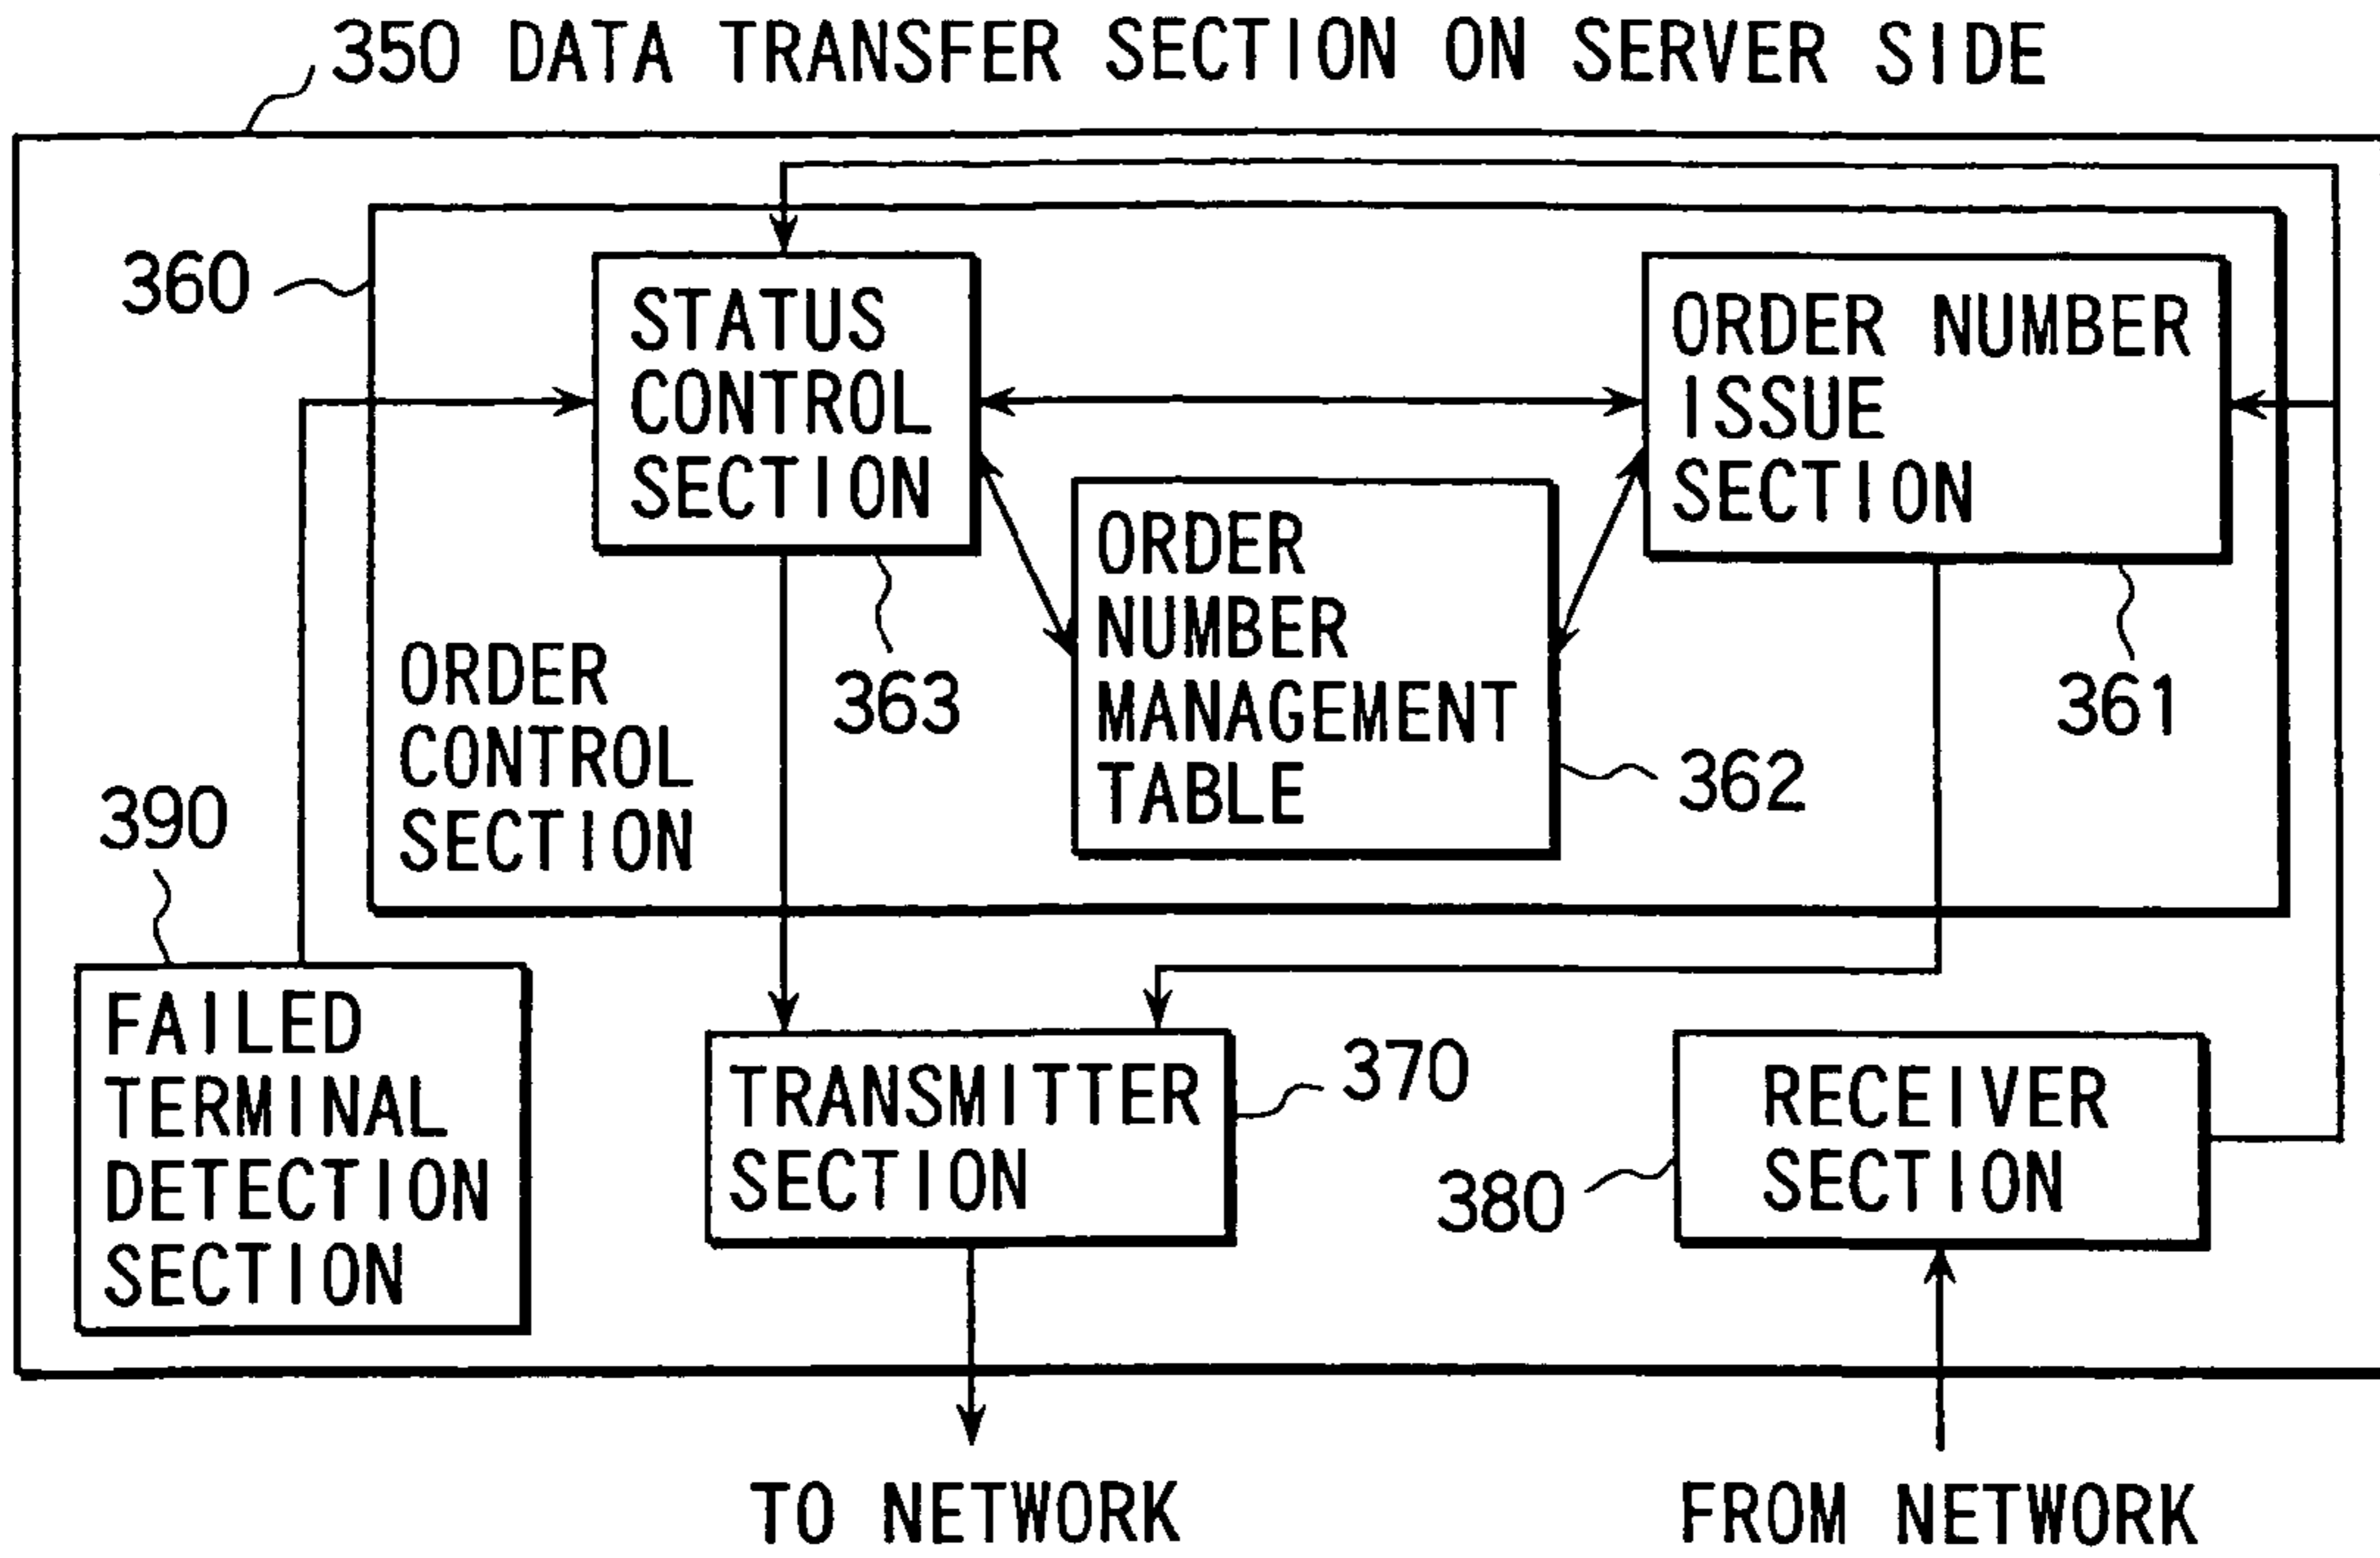 350 DATA TRANSFER SECTION ON SERVER SIDE
360
STATUS
CONTROL
SECTION
363
ORDER NUMBER
ISSUE
SECTION
361
ORDER
NUMBER
MANAGEMENT
TABLE
362
ORDER
CONTROL
SECTION
390
FAILED
TERMINAL
DETECTION
SECTION
TRANSMITTER
SECTION
370
RECEIVER
SECTION
380
TO NETWORK
FROM NETWORK